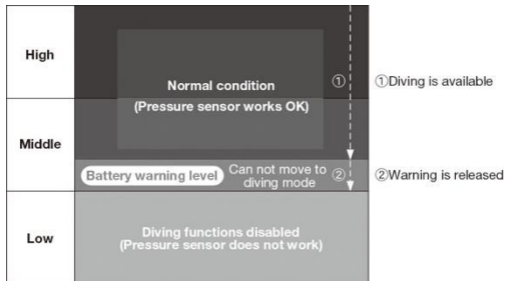 High
Normal condition
(Pressure sensor works OK)
①
①Diving is available
Middle
Battery warning level
Can not move to
diving mode
②
②Warning is released
Low
Diving functions disabled
(Pressure sensor does not work)